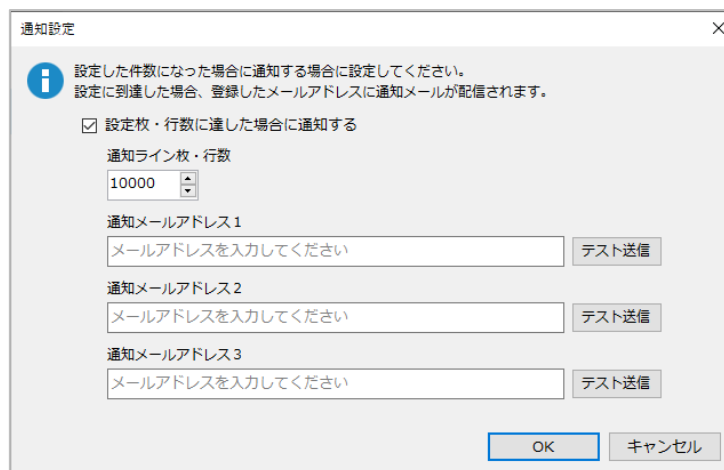 通知設定
設定した件数になった場合に通知する場合に設定してください。
設定に到達した場合、登録したメールアドレスに通知メールが配信されます。
設定枚・行数に達した場合に通知する
通知ライン枚・行数
10000
通知メールアドレス1
メールアドレスを入力してください テスト送信
通知メールアドレス2
メールアドレスを入力してください テスト送信
通知メールアドレス3
メールアドレスを入力してください テスト送信
OK キャンセル